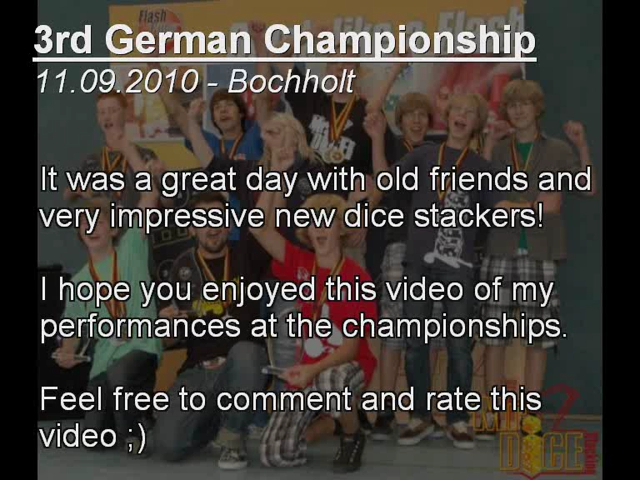 Flash
3rd German Championship
11.09.2010 - Bochholt
It was a great day with old friends and
very impressive new dice stackers!
I hope you enjoyed this video of my
performances at the championships.
Feel free to comment and rate this
video ;)
DICE